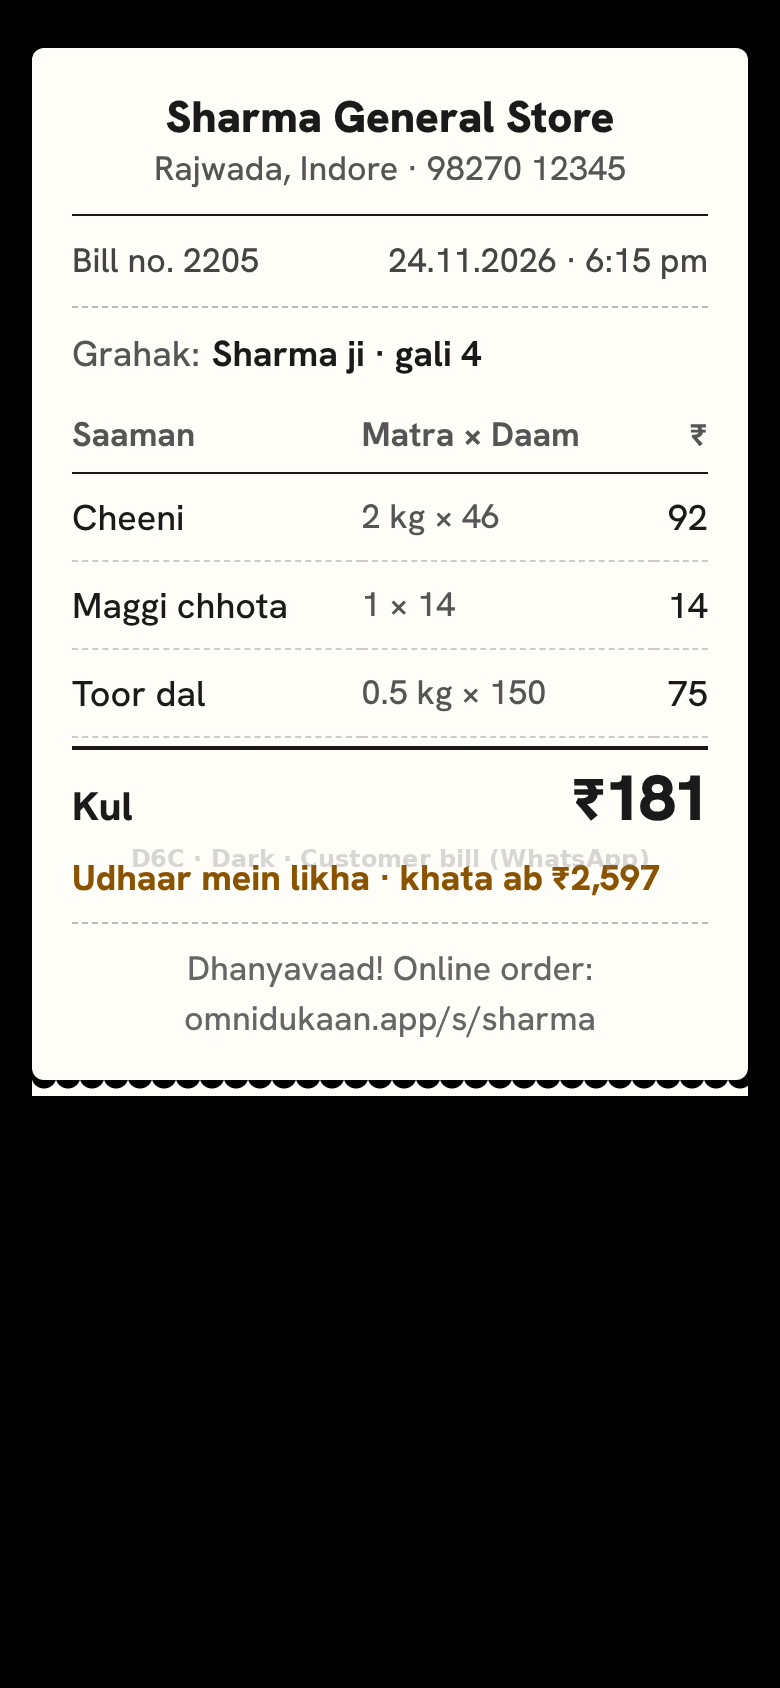 Sharma General Store
Rajwada, Indore · 98270 12345
Bill no. 2205 24.11.2026 · 6:15 pm
Grahak: Sharma ji · gali 4
Saaman Matra × Daam ₹
Cheeni 2 kg × 46 92
Maggi chhota 1 × 14 14
Toor dal 0.5 kg × 150 75
Kul ₹181
D6C · Dark · Customer bill (WhatsApp)
Udhaar mein likha · khata ab ₹2,597
Dhanyavaad! Online order:
omnidukaan.app/s/sharma